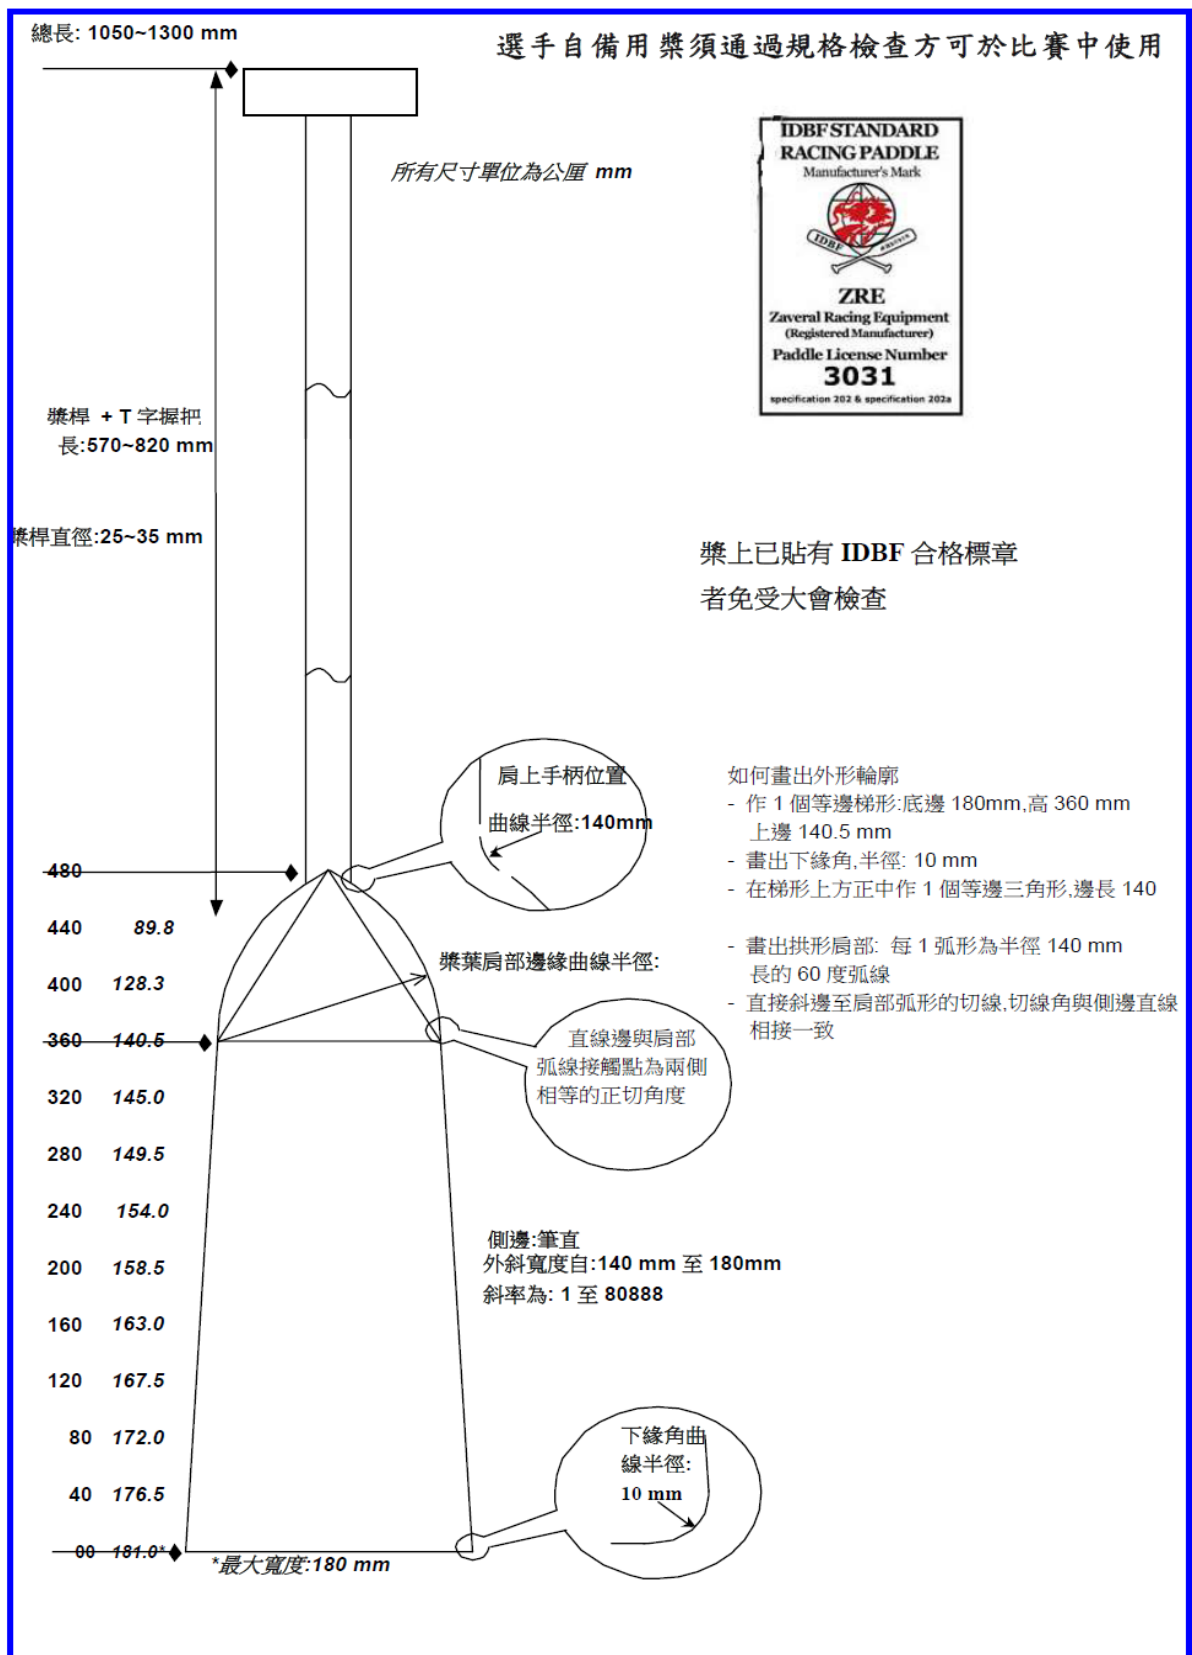 總長: 1050~1300 mm
選手自備用槳須通過規格檢查方可於比賽中使用
所有尺寸單位為公厘 mm
IDBF STANDARD
RACING PADDLE
Manufacturer's Mark
IDBF
ZRE
Zaveral Racing Equipment
(Registered Manufacturer)
Paddle License Number
3031
specification 202 & specification 202a
槳桿 + T 字握把
長:570~820 mm
槳桿直徑:25~35 mm
槳上已貼有 IDBF 合格標章
者免受大會檢查
肩上手柄位置
曲線半徑:140mm
如何畫出外形輪廓
- 作 1 個等邊梯形:底邊 180mm,高 360 mm
上邊 140.5 mm
- 畫出下緣角,半徑: 10 mm
- 在梯形上方正中作 1 個等邊三角形,邊長 140
- 畫出拱形肩部: 每 1 弧形為半徑 140 mm
長的 60 度弧線
- 直接斜邊至肩部弧形的切線,切線角與側邊直線
相接一致
480
440 89.8
400 128.3
360 140.5
320 145.0
280 149.5
240 154.0
200 158.5
160 163.0
120 167.5
80 172.0
40 176.5
00 181.0*
槳葉肩部邊緣曲線半徑:
直線邊與肩部
弧線接觸點為兩側
相等的正切角度
側邊:筆直
外斜寬度自:140 mm 至 180mm
斜率為: 1 至 80888
下緣角曲
線半徑:
10 mm
*最大寬度:180 mm